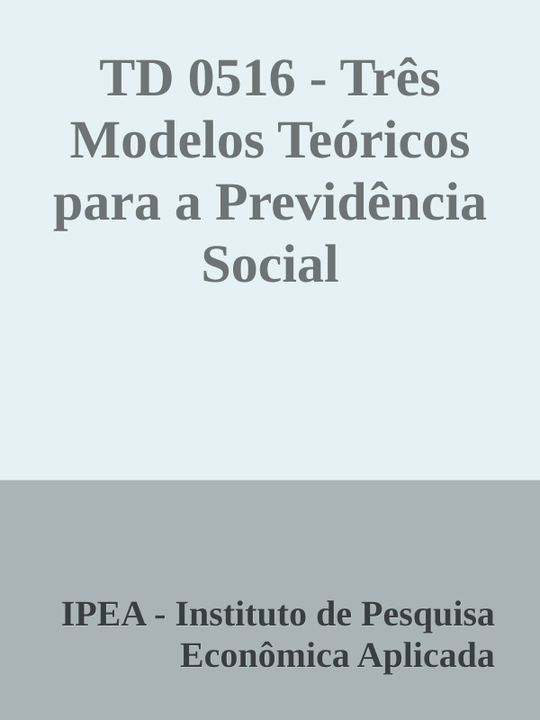 TD 0516 - Três
Modelos Teóricos
para a Previdência
Social
IPEA - Instituto de Pesquisa
Econômica Aplicada